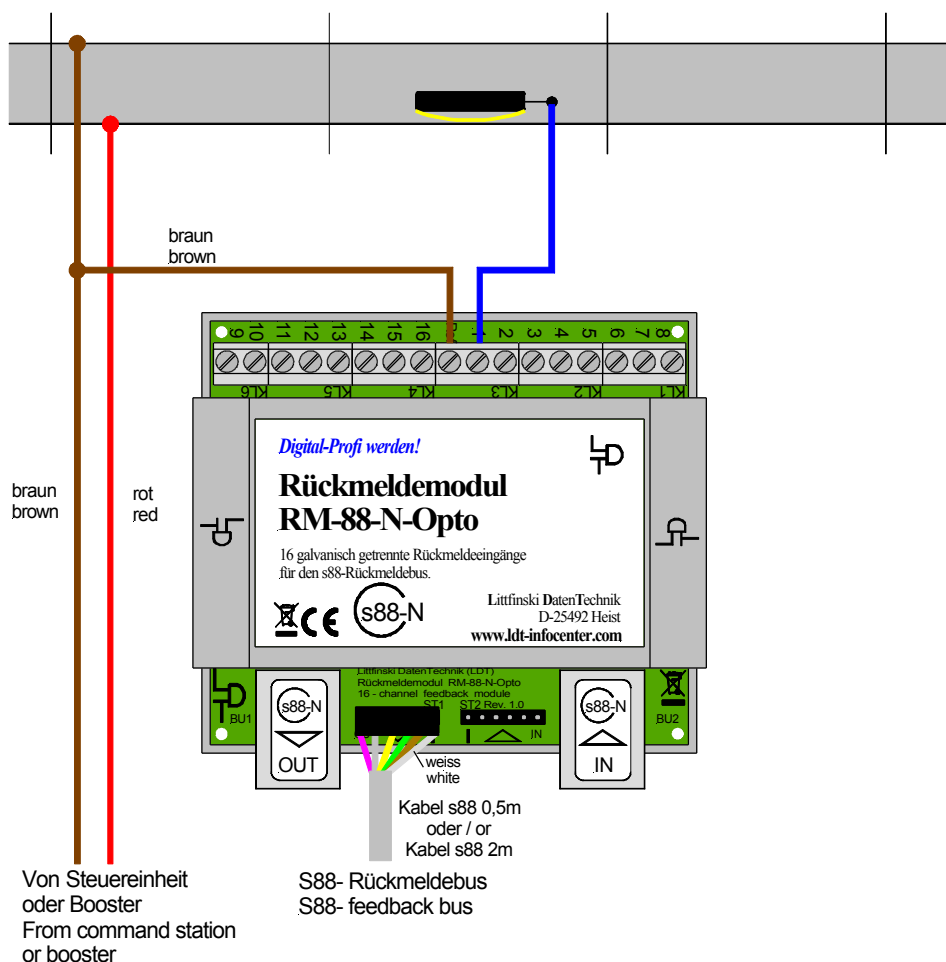 braun
brown
9 10 11 12 13 14 15 16 1 2 3 4 5 6 7 8
KL6 KL5 KL4 KL3 KL2 KL1
Digital-Profi werden!
LDT
Rückmeldemodul
RM-88-N-Opto
16 galvanisch getrennte Rückmeldeeingänge
für den s88-Rückmeldebus.
CE
s88-N
Littfinski DatenTechnik
D-25492 Heist
www.ldt-infocenter.com
braun
brown
rot
red
Littfinski DatenTechnik (LDT)
Rückmeldemodul RM-88-N-Opto
16 - channel feedback module
ST1 ST2 Rev. 1.0
BU1
s88-N
OUT
IN
s88-N
IN
BU2
weiss
white
Kabel s88 0,5m
oder / or
Kabel s88 2m
Von Steuereinheit
oder Booster
From command station
or booster
S88- Rückmeldebus
S88- feedback bus